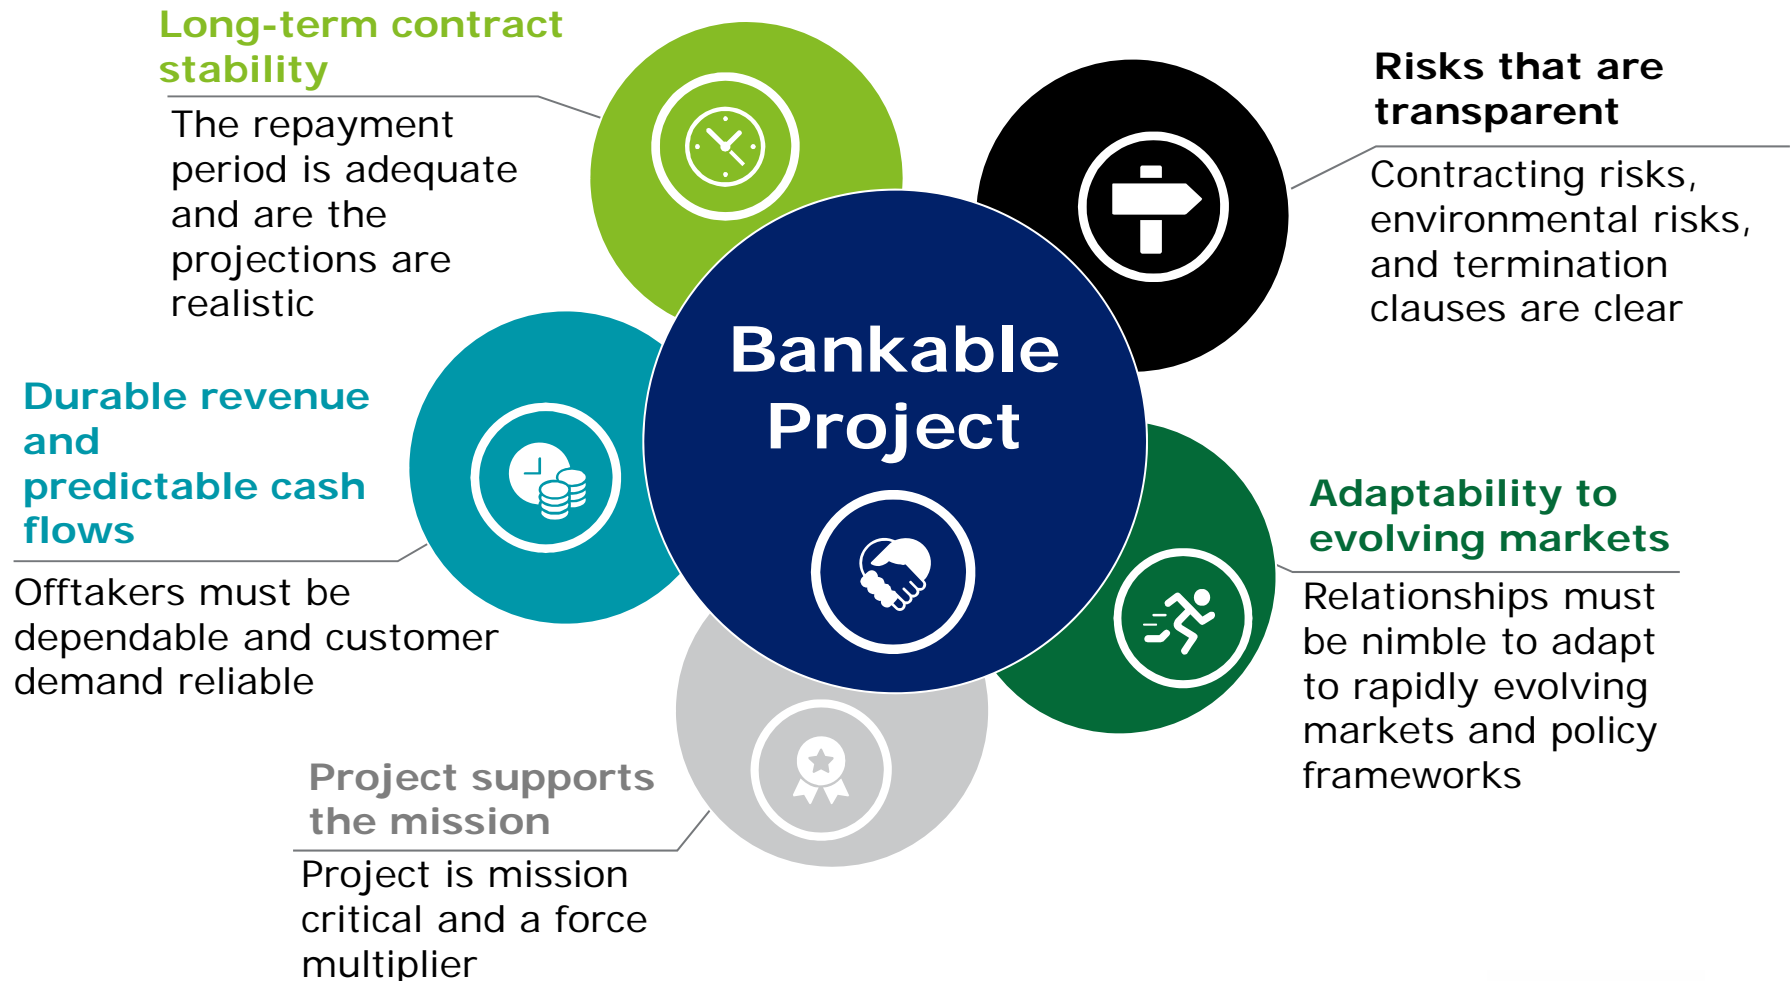 Long-term contract
stability
The repayment
period is adequate
and are the
projections are
realistic
Risks that are
transparent
Contracting risks,
environmental risks,
and termination
clauses are clear
Bankable
Project
Durable revenue
and
predictable cash
flows
Offtakers must be
dependable and customer
demand reliable
Adaptability to
evolving markets
Relationships must
be nimble to adapt
to rapidly evolving
markets and policy
frameworks
Project supports
the mission
Project is mission
critical and a force
multiplier